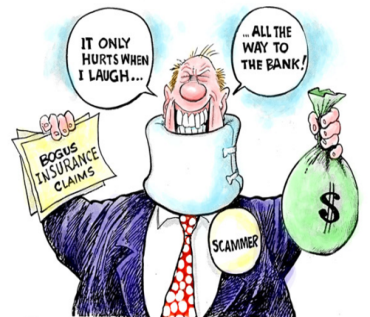 IT ONLY
HURTS WHEN
I LAUGH...
...ALL THE
WAY TO
THE BANK!
BOGUS
INSURANCE
CLAIMS
SCAMMER
$